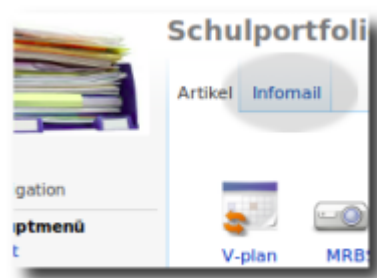 Schulportfoli
Artikel Infomail
igation
ptmenü
t
V-plan MRB